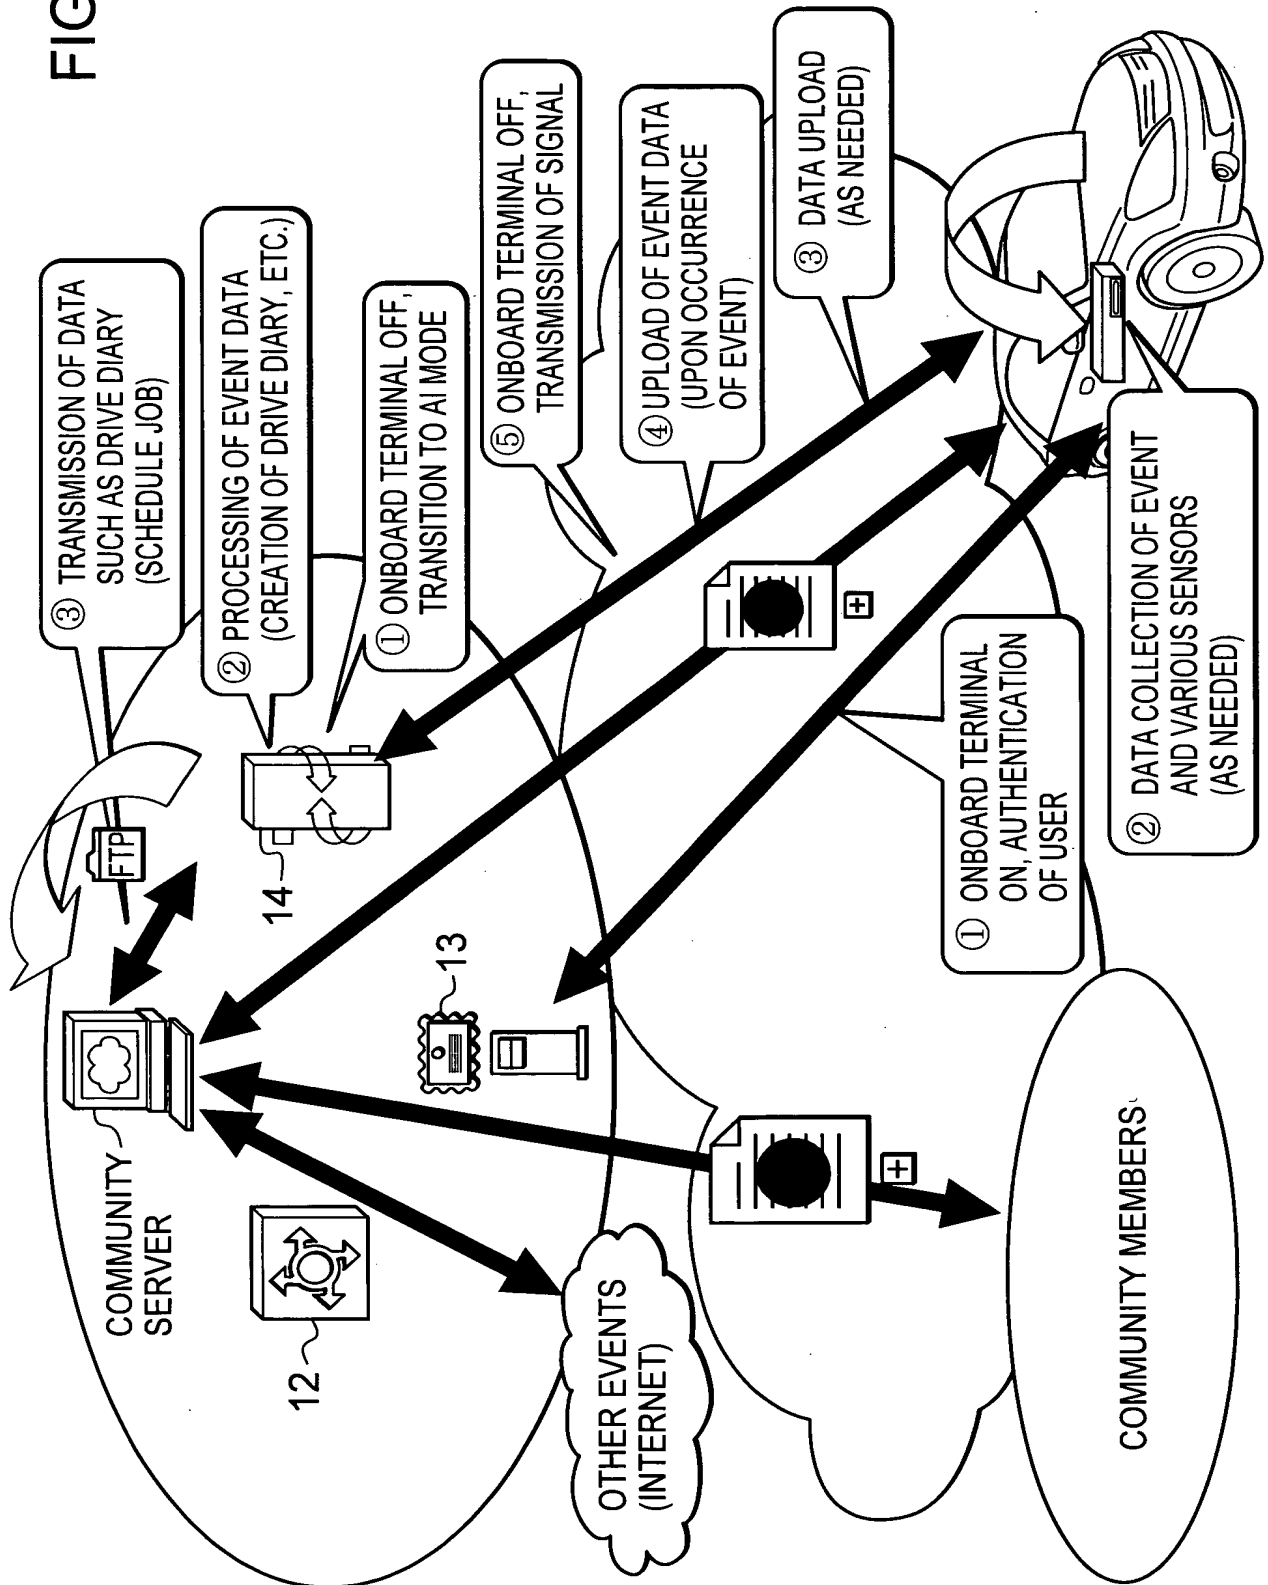 FIG
③ TRANSMISSION OF DATA
SUCH AS DRIVE DIARY
(SCHEDULE JOB)
② PROCESSING OF EVENT DATA
(CREATION OF DRIVE DIARY, ETC.)
① ONBOARD TERMINAL OFF,
TRANSITION TO AI MODE
⑤ ONBOARD TERMINAL OFF,
TRANSMISSION OF SIGNAL
④ UPLOAD OF EVENT DATA
(UPON OCCURRENCE
OF EVENT)
③ DATA UPLOAD
(AS NEEDED)
FTP
14
13
COMMUNITY
SERVER
12
OTHER EVENTS
(INTERNET)
① ONBOARD TERMINAL
ON, AUTHENTICATION
OF USER
② DATA COLLECTION OF EVENT
AND VARIOUS SENSORS
(AS NEEDED)
COMMUNITY MEMBERS